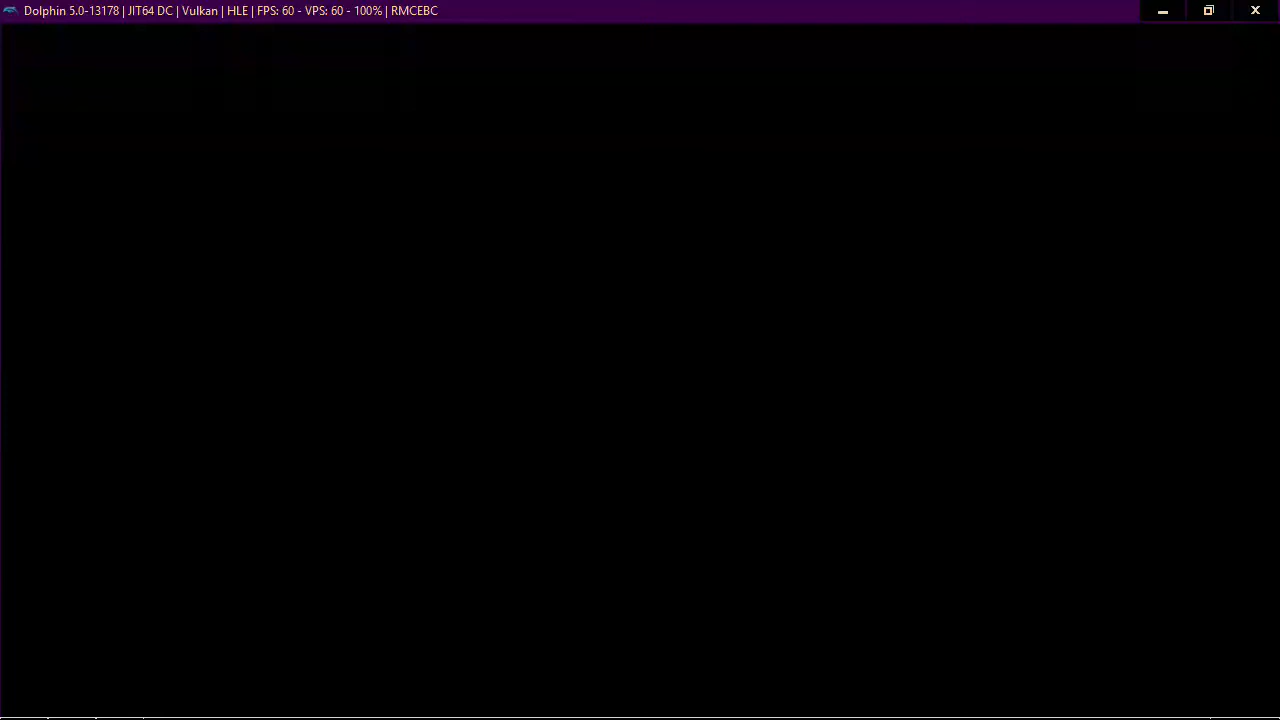 Dolphin 5.0-13178 | JIT64 DC | Vulkan | HLE | FPS: 60 - VPS: 60 - 100% | RMCEBC